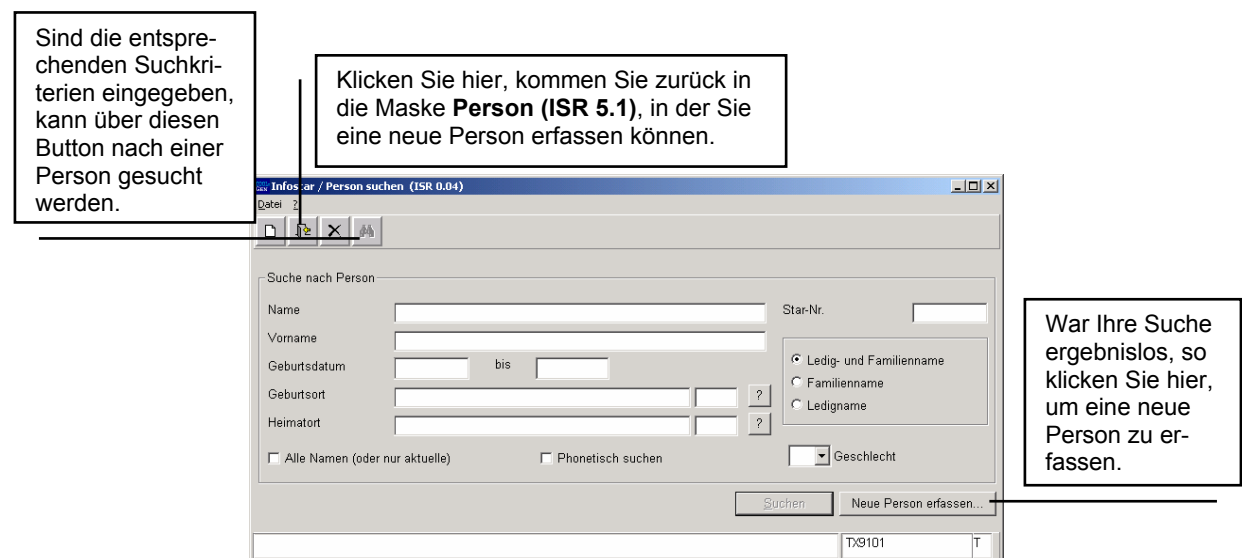 Sind die entspre-
chenden Suchkri-
terien eingegeben,
kann über diesen
Button nach einer
Person gesucht
werden.
Klicken Sie hier, kommen Sie zurück in
die Maske Person (ISR 5.1), in der Sie
eine neue Person erfassen können.
Infostar / Person suchen (ISR 0.04)
Datei ?
Suche nach Person
Name
Star-Nr.
Vorname
Geburtsdatum bis
Ledig- und Familienname
Familienname
Geburtsort ?
Ledigname
Heimatort ?
Alle Namen (oder nur aktuelle) Phonetisch suchen Geschlecht
Suchen Neue Person erfassen...
TX9101 T
War Ihre Suche
ergebnislos, so
klicken Sie hier,
um eine neue
Person zu er-
fassen.